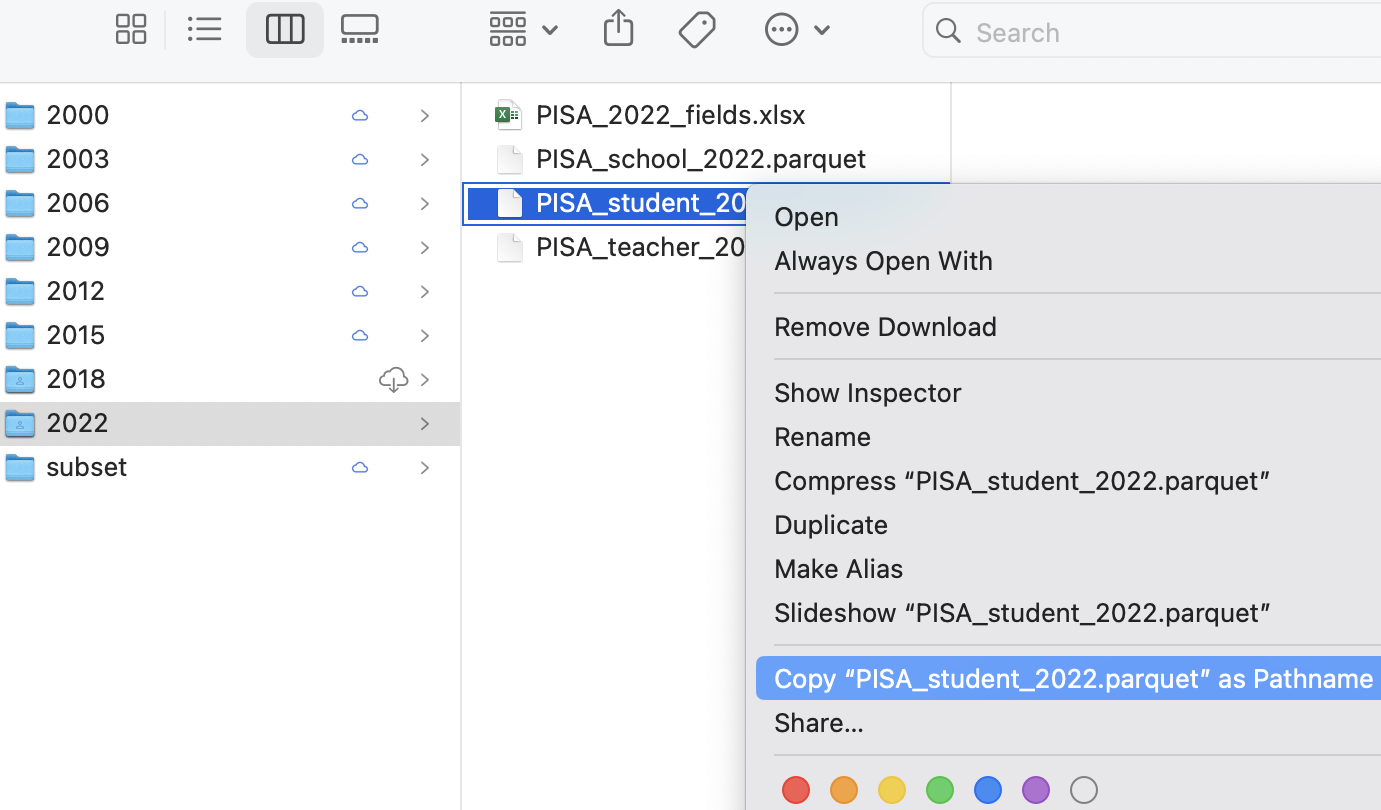 Search
2000
2003
2006
2009
2012
2015
2018
2022
subset
PISA_2022_fields.xlsx
PISA_school_2022.parquet
PISA_student_20
PISA_teacher_20
Open
Always Open With
Remove Download
Show Inspector
Rename
Compress “PISA_student_2022.parquet”
Duplicate
Make Alias
Slideshow “PISA_student_2022.parquet”
Copy “PISA_student_2022.parquet” as Pathname
Share...